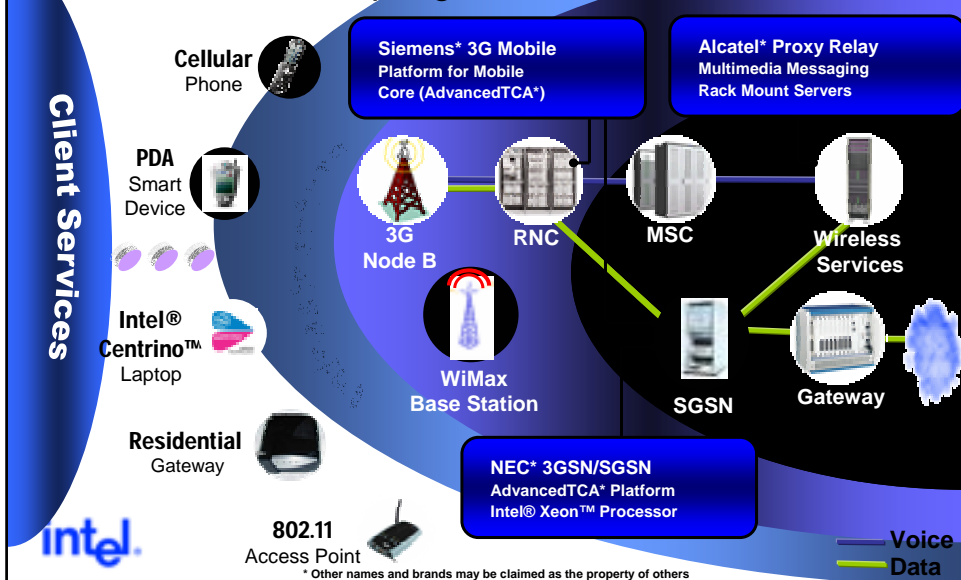 Client Services
Cellular
Phone
PDA
Smart
Device
Intel®
Centrino™
Laptop
Residential
Gateway
802.11
Access Point
Siemens* 3G Mobile
Platform for Mobile
Core (AdvancedTCA*)
Alcatel* Proxy Relay
Multimedia Messaging
Rack Mount Servers
3G
Node B
RNC
MSC
Wireless
Services
WiMax
Base Station
SGSN
Gateway
NEC* 3GSN/SGSN
AdvancedTCA* Platform
Intel® Xeon™ Processor
intel.
Voice
Data
* Other names and brands may be claimed as the property of others